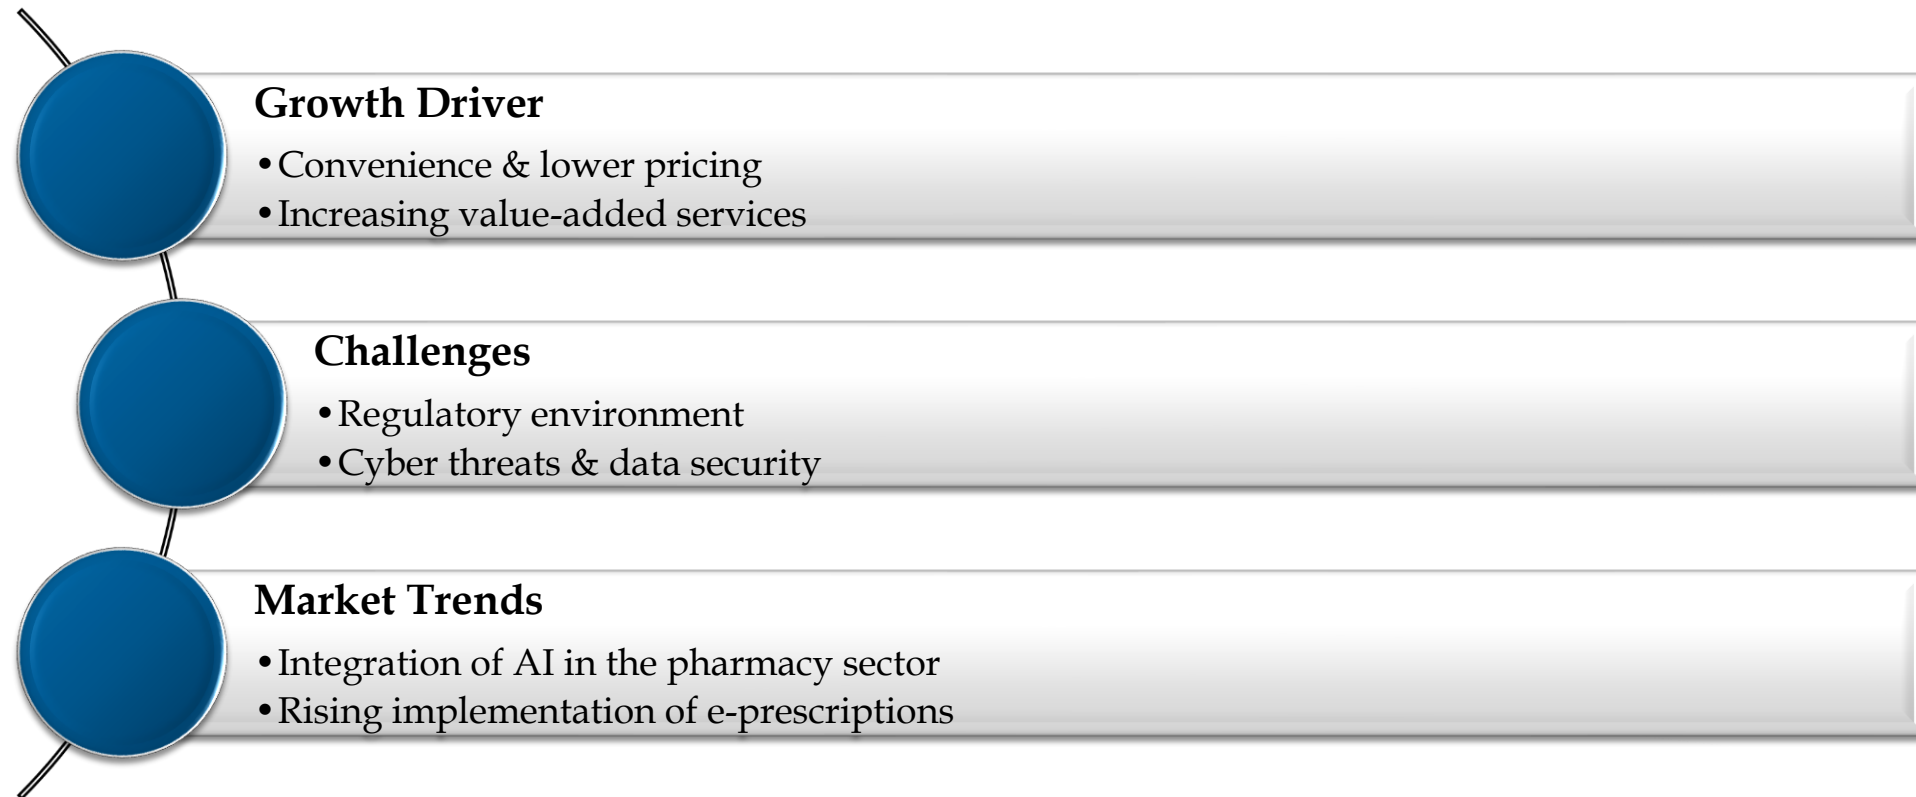 Growth Driver
•Convenience & lower pricing
•Increasing value-added services
Challenges
•Regulatory environment
•Cyber threats & data security
Market Trends
•Integration of AI in the pharmacy sector
•Rising implementation of e-prescriptions